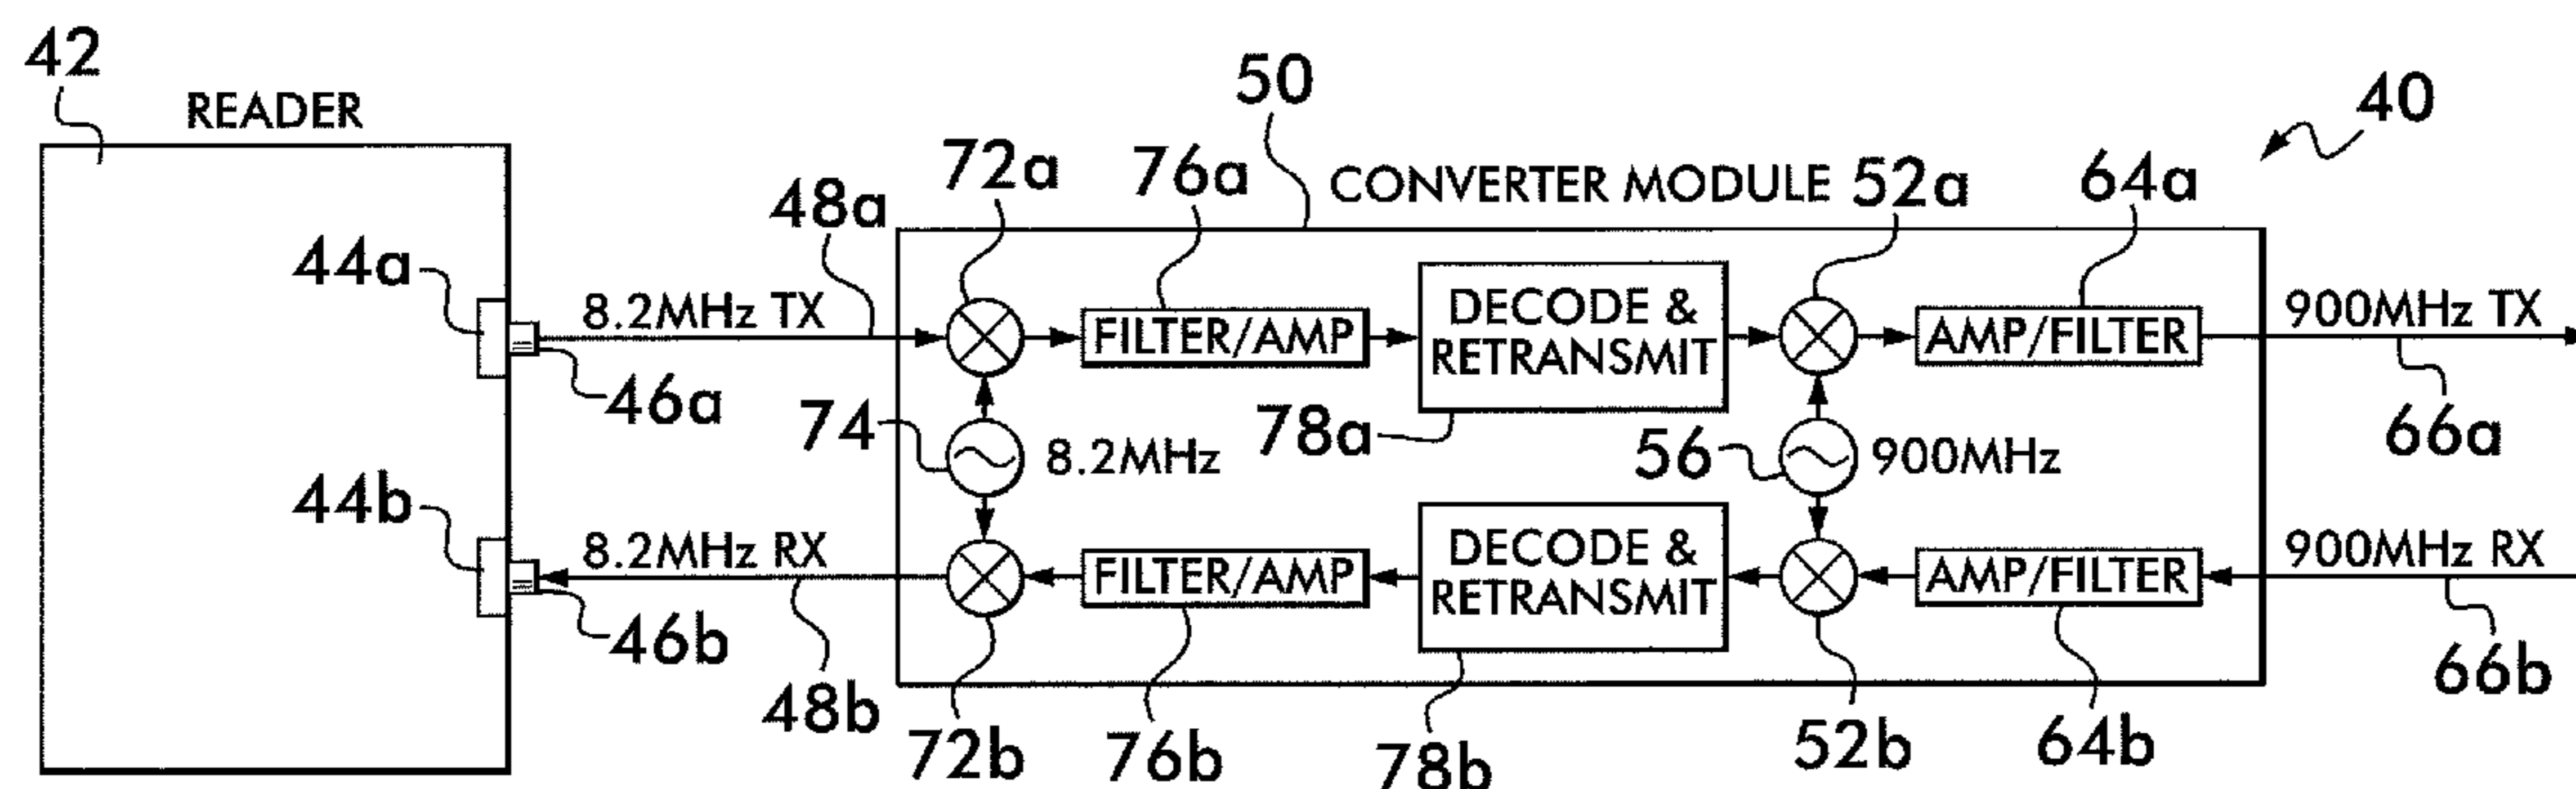 42
READER
50
40
72a
76a
CONVERTER MODULE
52a
64a
48a
44a
8.2MHz TX
FILTER/AMP
DECODE &
RETRANSMIT
AMP/FILTER
900MHz TX
46a
74
8.2MHz
78a
56
900MHz
66a
44b
8.2MHz RX
FILTER/AMP
DECODE &
RETRANSMIT
AMP/FILTER
900MHz RX
46b
48b
72b
76b
78b
52b
64b
66b